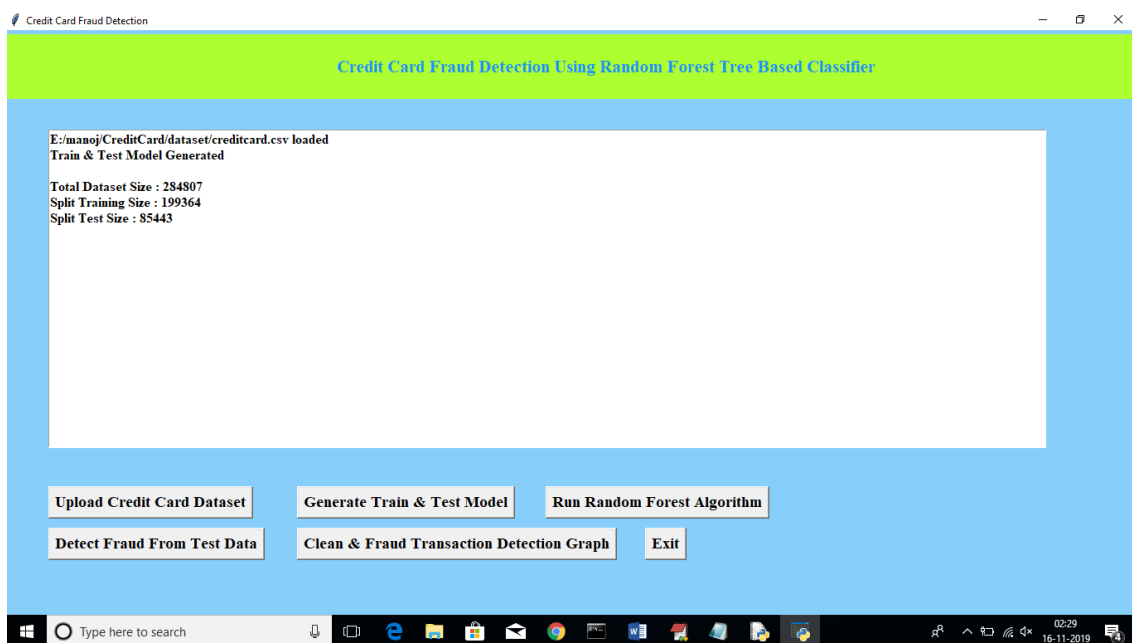 Credit Card Fraud Detection
Credit Card Fraud Detection Using Random Forest Tree Based Classifier
E:/manoj/CreditCard/dataset/creditcard.csv loaded
Train & Test Model Generated
Total Dataset Size : 284807
Split Training Size : 199364
Split Test Size : 85443
Upload Credit Card Dataset
Generate Train & Test Model
Run Random Forest Algorithm
Detect Fraud From Test Data
Clean & Fraud Transaction Detection Graph
Exit
Type here to search
02:29
16-11-2019
4